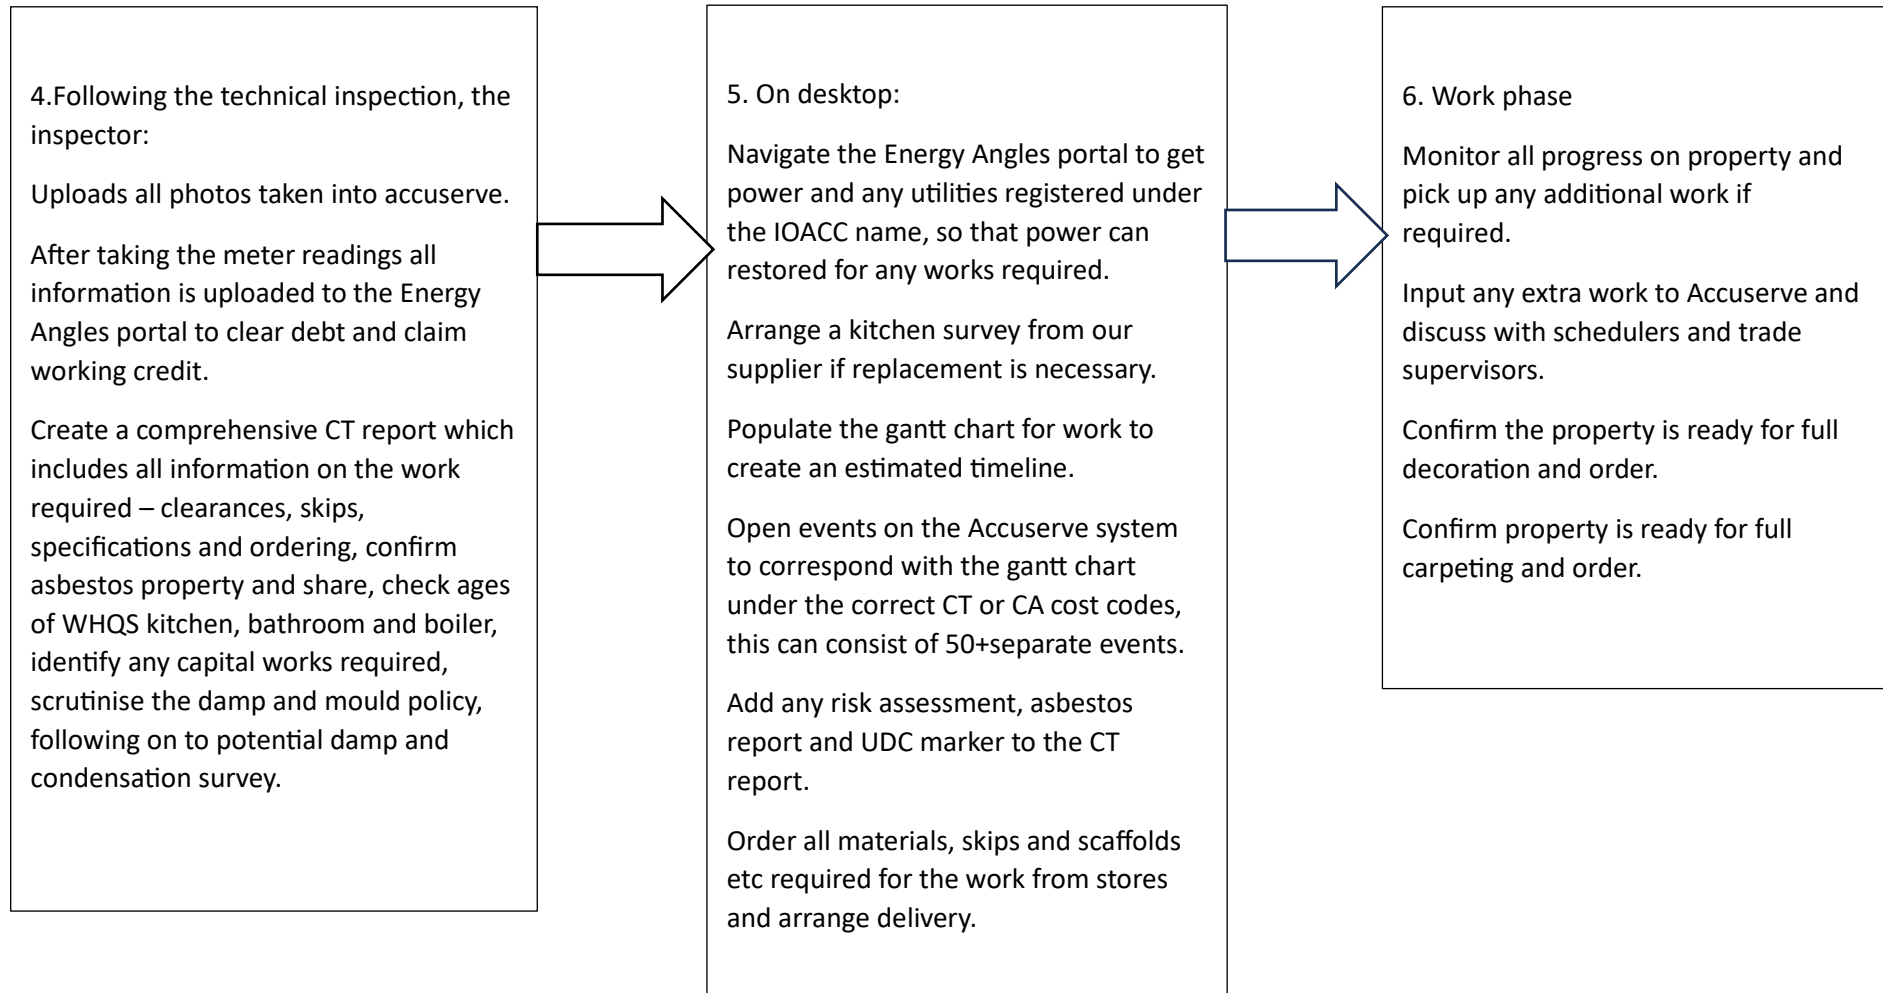 4.Following the technical inspection, the
inspector:
Uploads all photos taken into accuserve.
After taking the meter readings all
information is uploaded to the Energy
Angles portal to clear debt and claim
working credit.
Create a comprehensive CT report which
includes all information on the work
required – clearances, skips,
specifications and ordering, confirm
asbestos property and share, check ages
of WHQS kitchen, bathroom and boiler,
identify any capital works required,
scrutinise the damp and mould policy,
following on to potential damp and
condensation survey.
5. On desktop:
Navigate the Energy Angles portal to get
power and any utilities registered under
the IOACC name, so that power can
restored for any works required.
Arrange a kitchen survey from our
supplier if replacement is necessary.
Populate the gantt chart for work to
create an estimated timeline.
Open events on the Accuserve system
to correspond with the gantt chart
under the correct CT or CA cost codes,
this can consist of 50+separate events.
Add any risk assessment, asbestos
report and UDC marker to the CT
report.
Order all materials, skips and scaffolds
etc required for the work from stores
and arrange delivery.
6. Work phase
Monitor all progress on property and
pick up any additional work if
required.
Input any extra work to Accuserve and
discuss with schedulers and trade
supervisors.
Confirm the property is ready for full
decoration and order.
Confirm property is ready for full
carpeting and order.